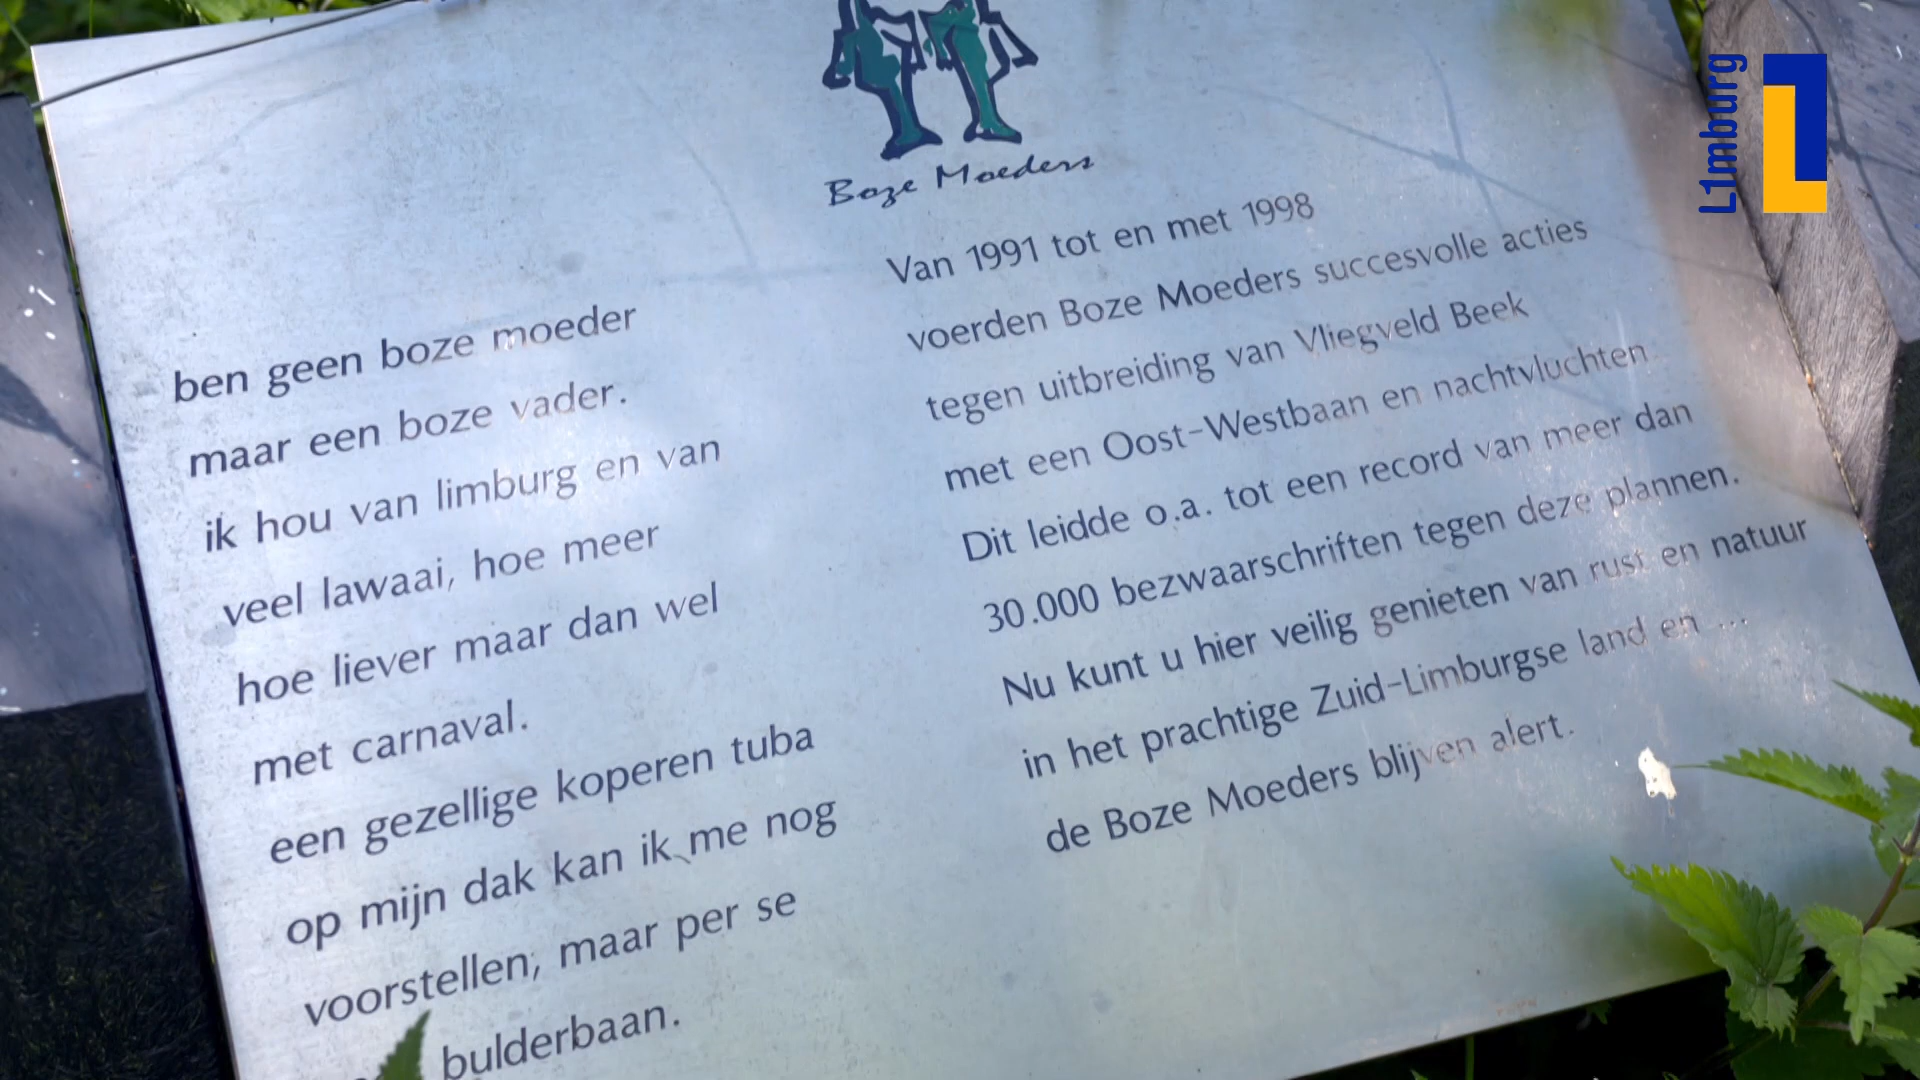 Boze Moeders
ben geen boze moeder
maar een boze vader.
ik hou van limburg en van
veel lawaai, hoe meer
hoe liever maar dan wel
met carnaval.
een gezellige koperen tuba
op mijn dak kan ik me nog
voorstellen, maar per se
bulderbaan.
Van 1991 tot en met 1998
voerden Boze Moeders succesvolle acties
tegen uitbreiding van Vliegveld Beek
met een Oost-Westbaan en nachtvluchten.
Dit leidde o.a. tot een record van meer dan
30.000 bezwaarschriften tegen deze plannen.
Nu kunt u hier veilig genieten van rust en natuur
in het prachtige Zuid-Limburgse land en ...
de Boze Moeders blijven alert.
L1mburg